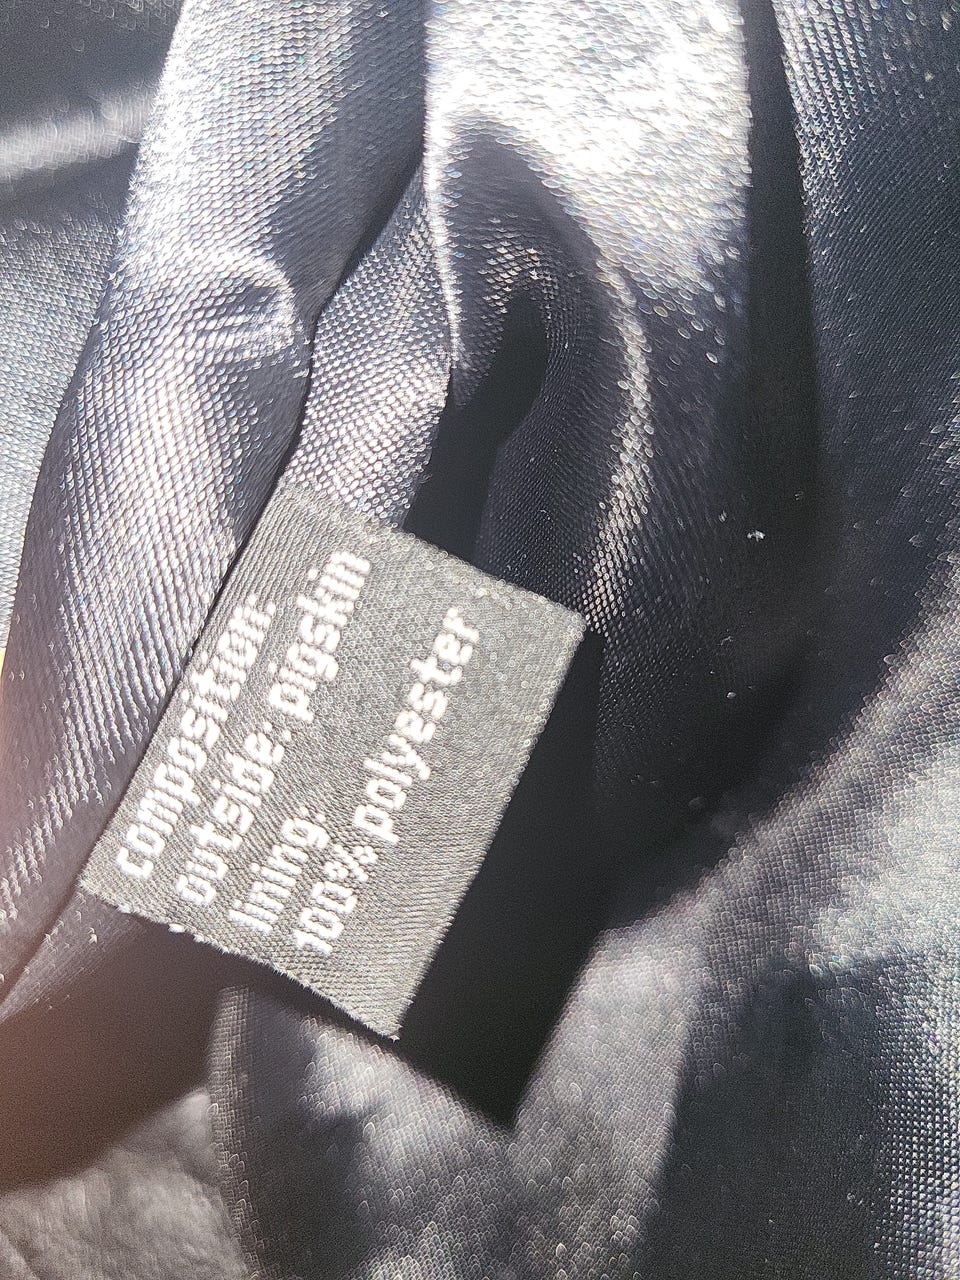 composition:
outside: pigskin
lining:
100% polyester